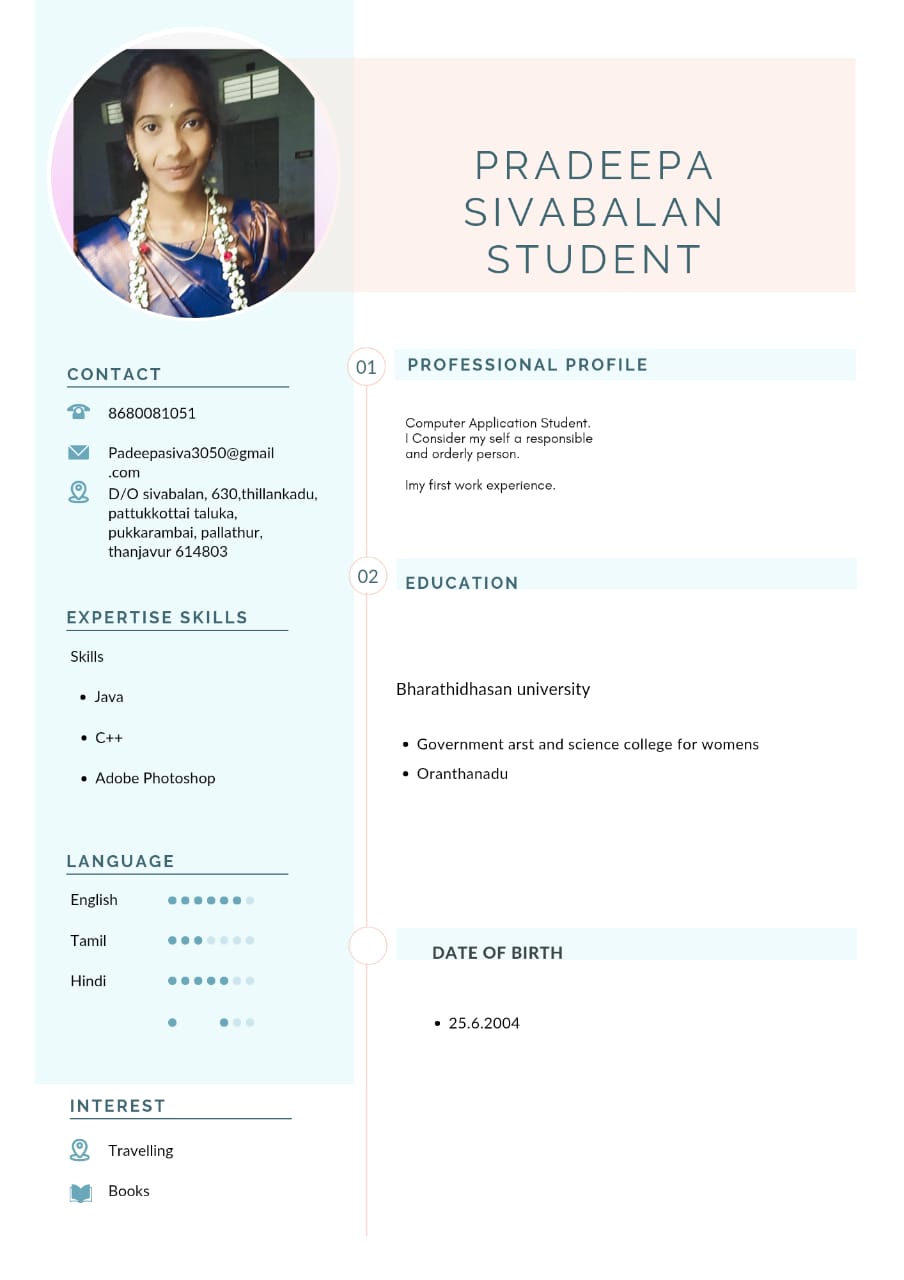 PRADEEPA
SIVABALAN
STUDENT
CONTACT
8680081051
Padeepasiva3050@gmail
.com
D/O sivabalan, 630,thillankadu,
pattukkottai taluka,
pukkarambai, pallathur,
thanjavur 614803
EXPERTISE SKILLS
Skills
Java
C++
Adobe Photoshop
LANGUAGE
English
Tamil
Hindi
INTEREST
Travelling
Books
01
PROFESSIONAL PROFILE
Computer Application Student.
I Consider my self a responsible
and orderly person.
Imy first work experience.
02
EDUCATION
Bharathidhasan university
Government arst and science college for womens
Oranthanadu
DATE OF BIRTH
25.6.2004